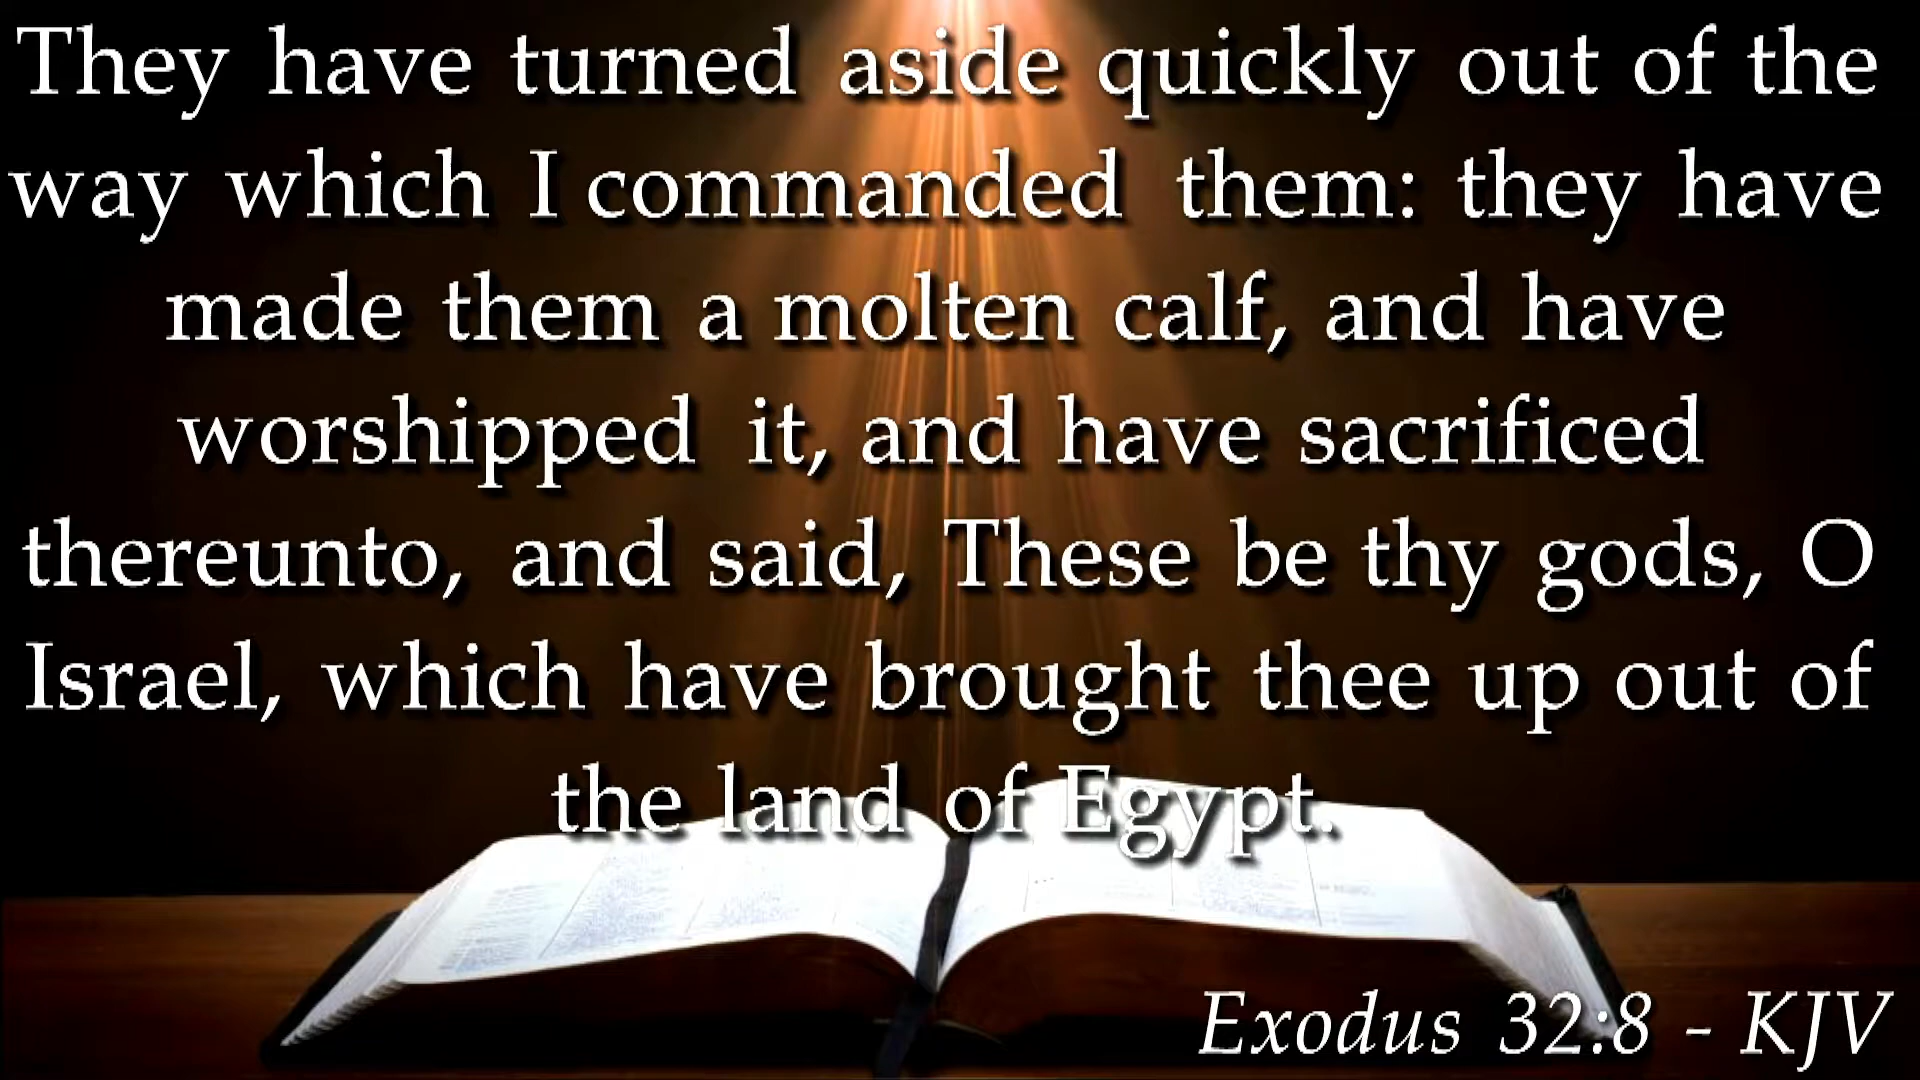 They have turned aside quickly out of the
way which I commanded them: they have
made them a molten calf, and have
worshipped it, and have sacrificed
thereunto, and said, These be thy gods, O
Israel, which have brought thee up out of
the land of Egypt.
Exodus 32:8 - KJV